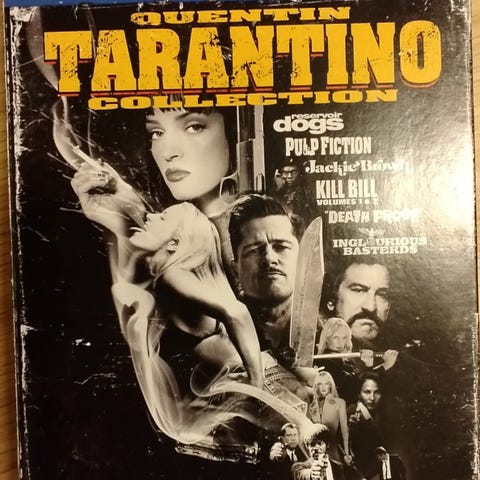 QUENTIN
TARANTINO
COLLECTION
reservoir
dogs
PULP FICTION
Jackie Brown
KILL BILL
VOLUMES 1 & 2
DEATH PROOF
INGLOURIOUS
BASTERDS